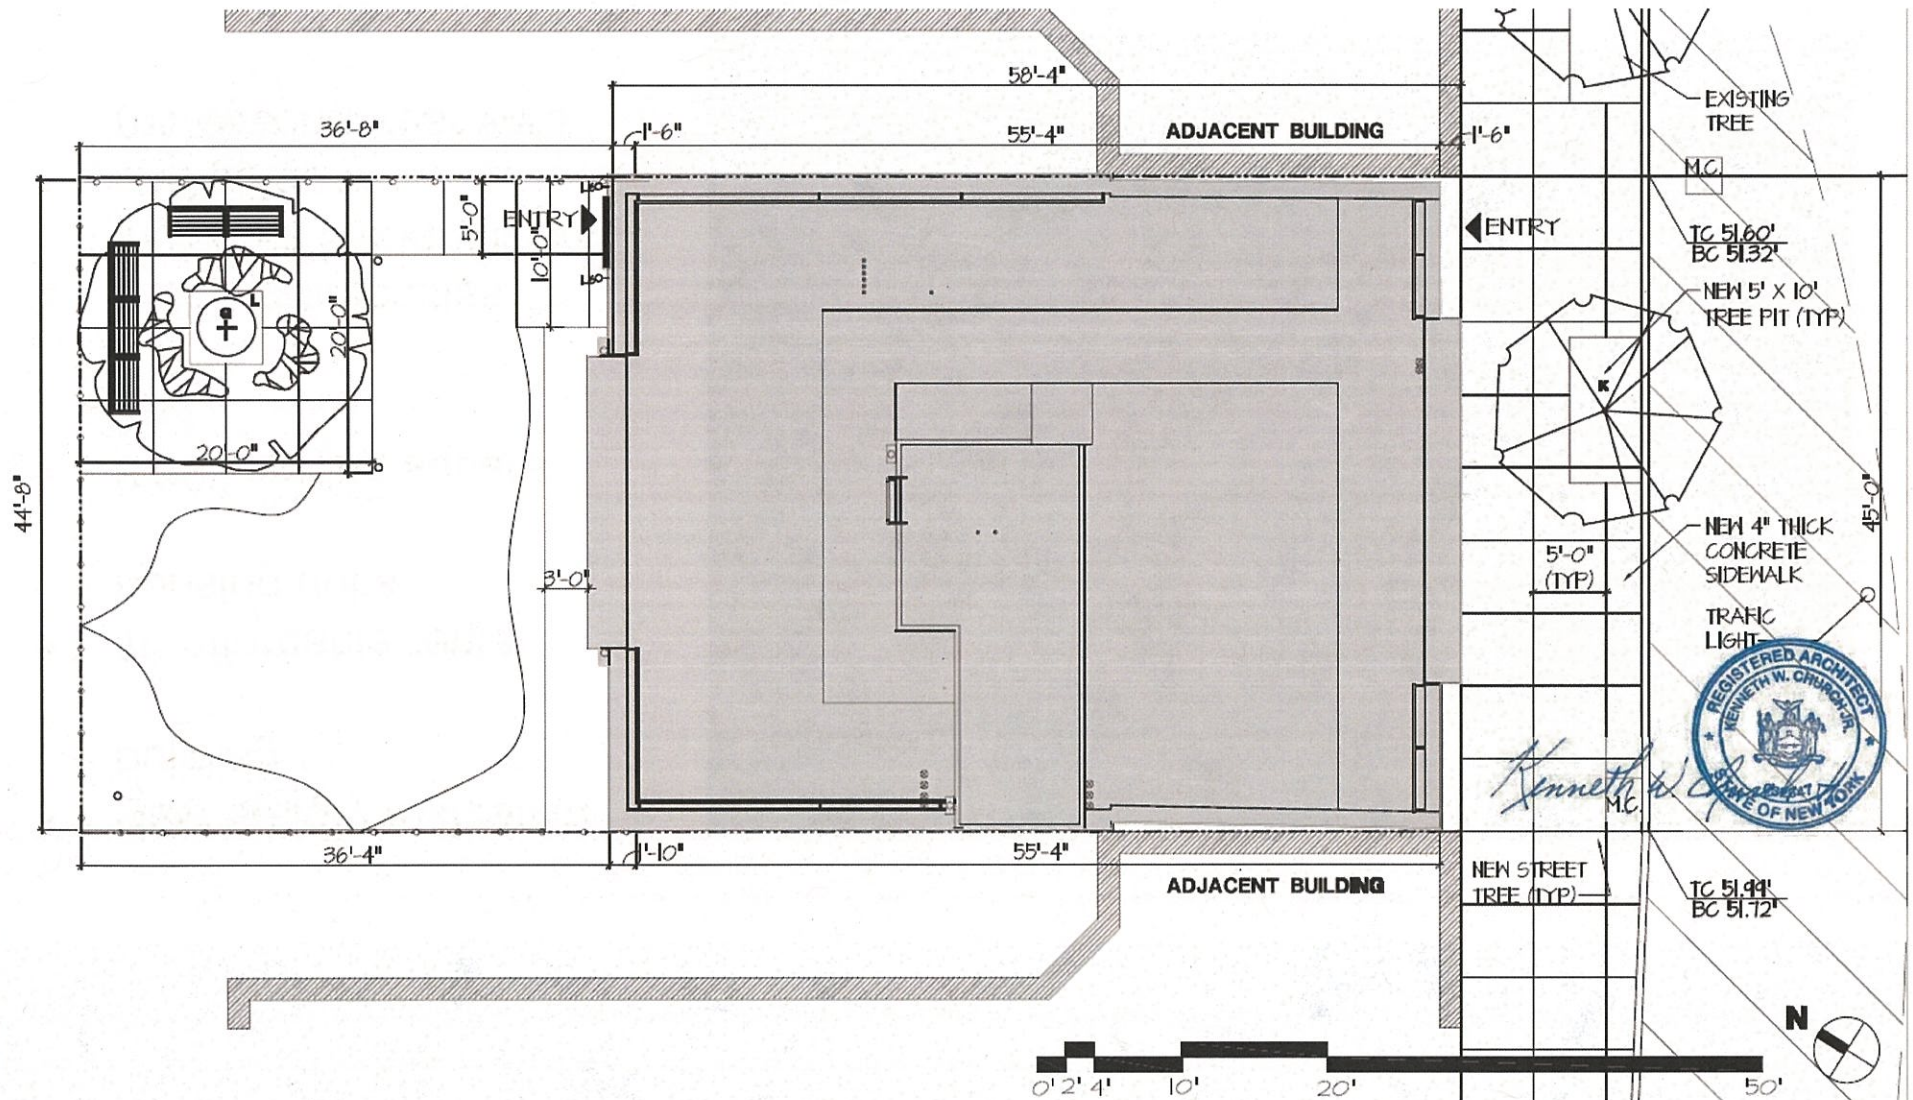 58'-4"
EXISTING
TREE
36'-8"
1'-6"
55'-4"
ADJACENT BUILDING
1'-6"
M.C.
5'-0"
ENTRY
10'-0"
ENTRY
TC 51.60'
BC 51.32'
NEW 5' X 10'
TREE PIT (TYP)
L
G
20'-0"
K
20'-0"
44'-8"
45'-0"
NEW 4" THICK
CONCRETE
SIDEWALK
5'-0"
(TYP)
3'-0"
TRAFIC
LIGHT
REGISTERED ARCHITECT
KENNETH W. CHURCH JR.
STATE OF NEW YORK
Kenneth W.
M.C.
36'-4"
1'-10"
55'-4"
ADJACENT BUILDING
NEW STREET
TREE (TYP)
TC 51.99'
BC 51.72'
N
0' 2' 4' 10' 20' 50'